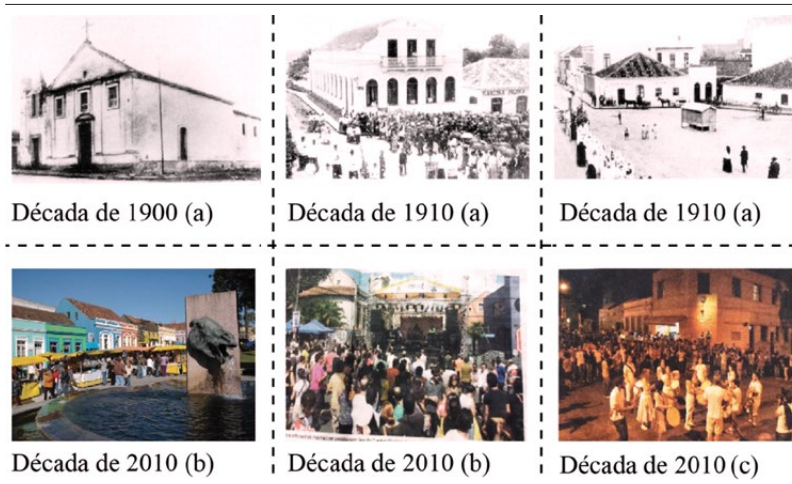 Década de 1900 (a)
Década de 1910 (a)
Década de 1910 (a)
Década de 2010 (b)
Década de 2010 (b)
Década de 2010 (c)